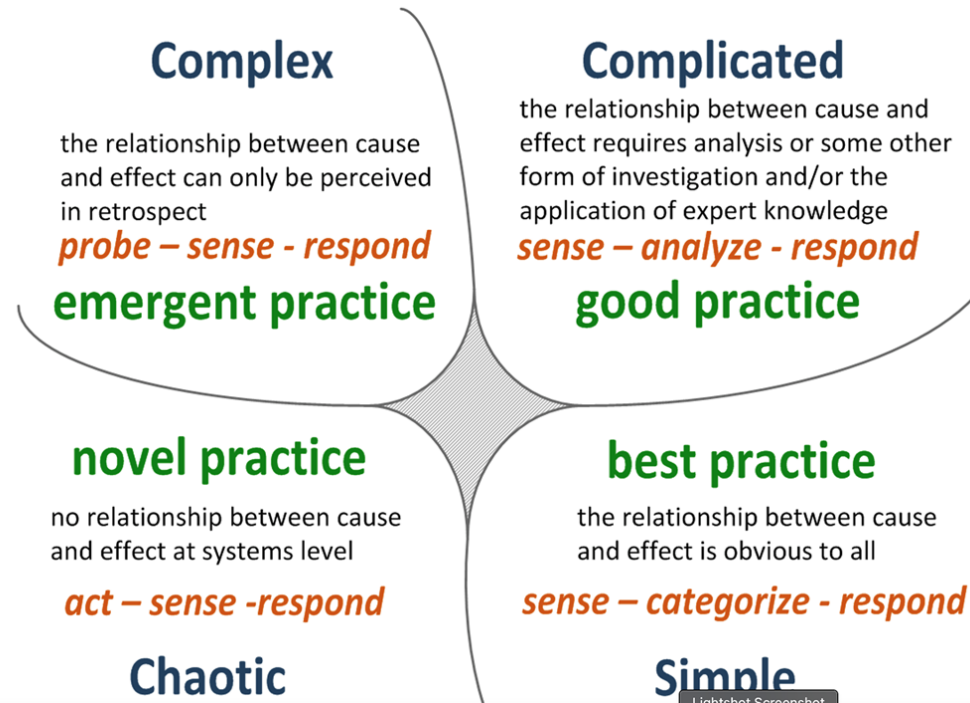 Complex
the relationship between cause
and effect can only be perceived
in retrospect
probe – sense - respond
emergent practice
Complicated
the relationship between cause and
effect requires analysis or some other
form of investigation and/or the
application of expert knowledge
sense – analyze - respond
good practice
novel practice
no relationship between cause
and effect at systems level
act – sense -respond
Chaotic
best practice
the relationship between cause
and effect is obvious to all
sense – categorize - respond
Simple
Lightshot Screenshot